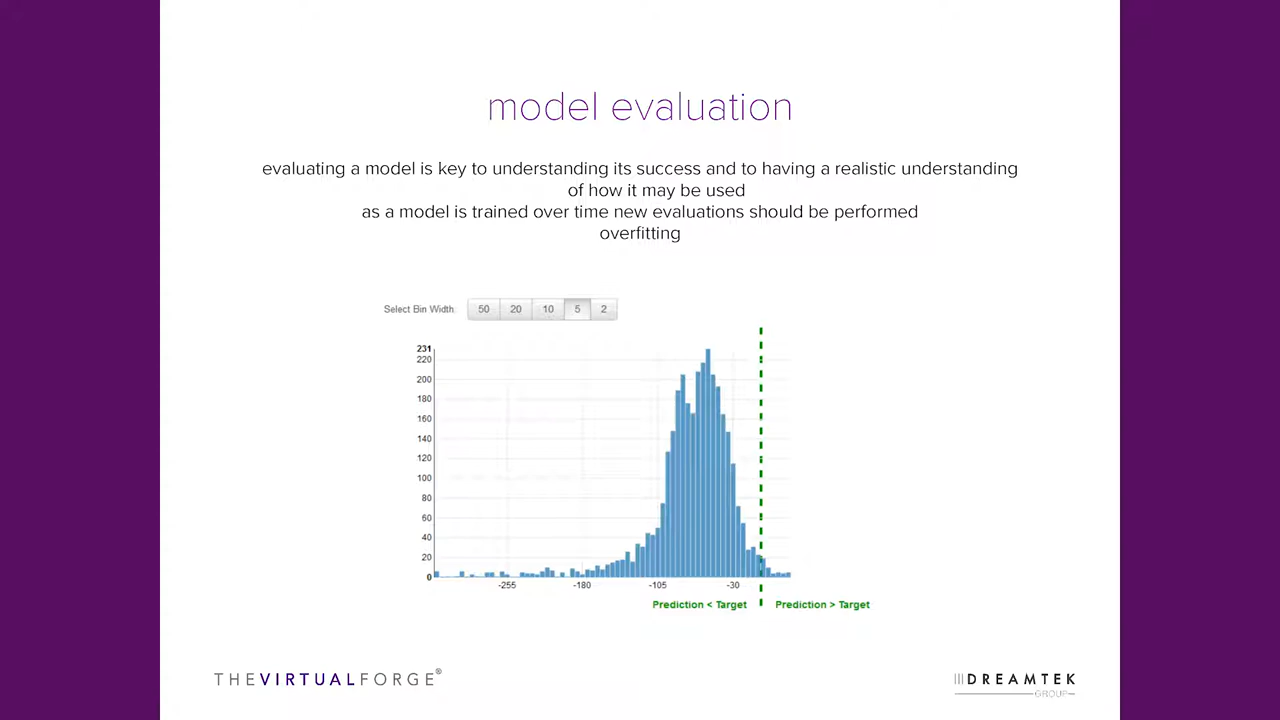 model evaluation
evaluating a model is key to understanding its success and to having a realistic understanding
of how it may be used
as a model is trained over time new evaluations should be performed
overfitting
Select Bin Width 50 20 10 5 2
231
220
200
180
160
140
120
100
80
60
40
20
0
-255 -180 -105 -30
Prediction < Target Prediction > Target
THEVIRTUALFORGE®
DREAMTEK
GROUP